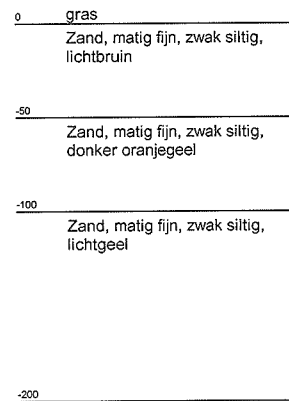 0 gras
Zand, matig fijn, zwak siltig,
lichtbruin
-50
Zand, matig fijn, zwak siltig,
donker oranjegeel
-100
Zand, matig fijn, zwak siltig,
lichtgeel
-200